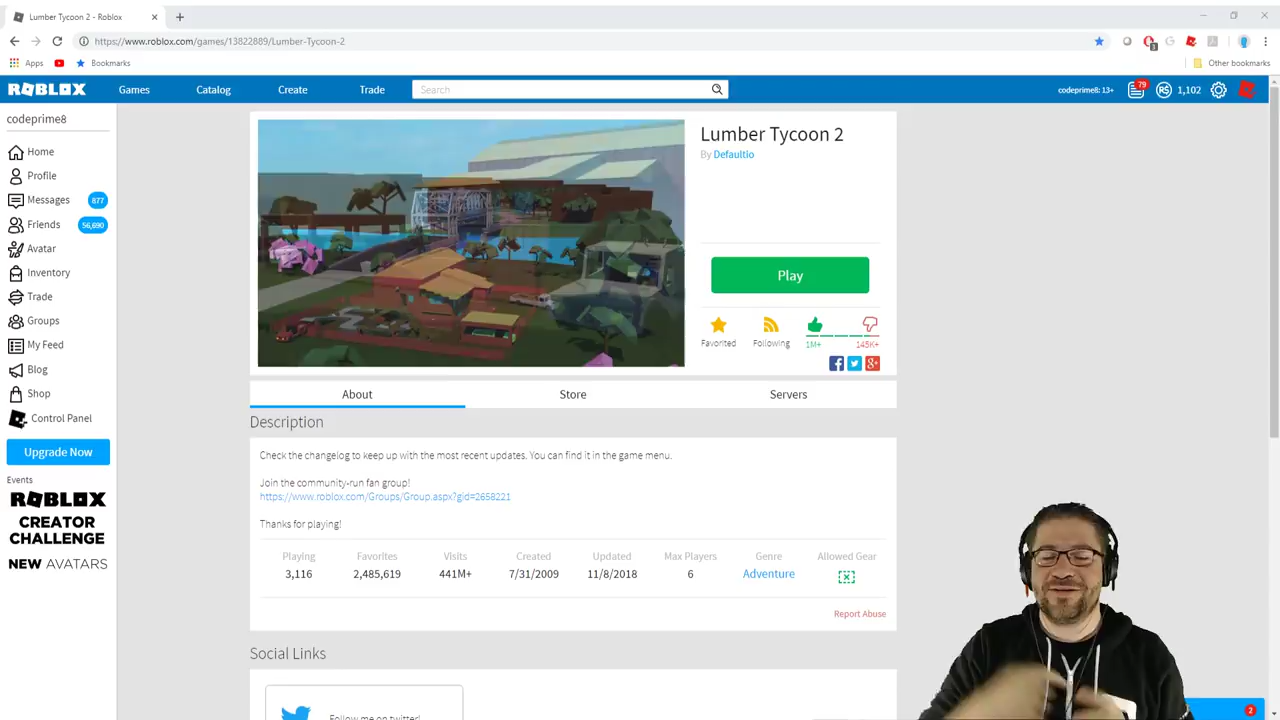 Lumber Tycoon 2 - Roblox
https://www.roblox.com/games/13822889/Lumber-Tycoon-2
Apps
Bookmarks
Other bookmarks
ROBLOX
Games
Catalog
Create
Trade
Search
codeprime8: 13+
79
1,102
codeprime8
Home
Profile
Messages 877
Friends 56,690
Avatar
Inventory
Trade
Groups
My Feed
Blog
Shop
Control Panel
Upgrade Now
Events
ROBLOX
CREATOR
CHALLENGE
NEW AVATARS
Lumber Tycoon 2
By Defaultio
Play
Favorited
Following
1M+
145K+
About
Store
Servers
Description
Check the changelog to keep up with the most recent updates. You can find it in the game menu.
Join the community-run fan group!
https://www.roblox.com/Groups/Group.aspx?gid=2658221
Thanks for playing!
Playing Favorites Visits Created Updated Max Players Genre Allowed Gear
3,116 2,485,619 441M+ 7/31/2009 11/8/2018 6 Adventure
Report Abuse
Social Links
Follow me on twitter!
2